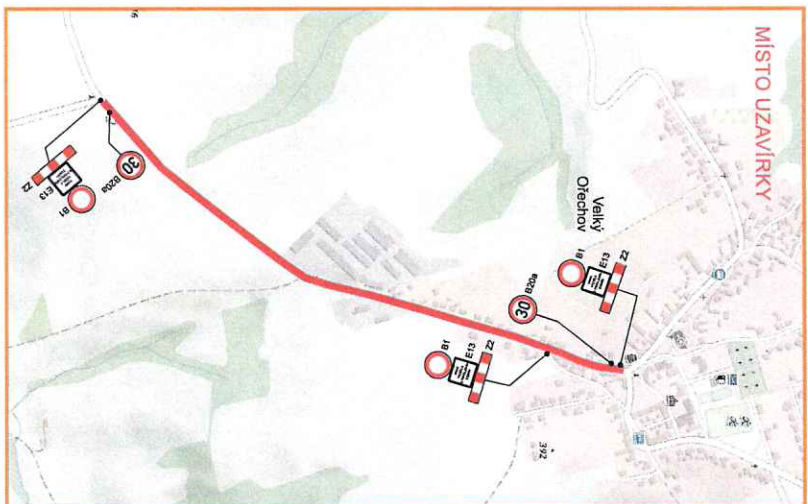 MÍSTO UZAVÍRKY
Velký
Ořechov
B1
E13
Z2
B20a
30
B1
E13
Z2
392
30
B20a
Z2
E13
B1